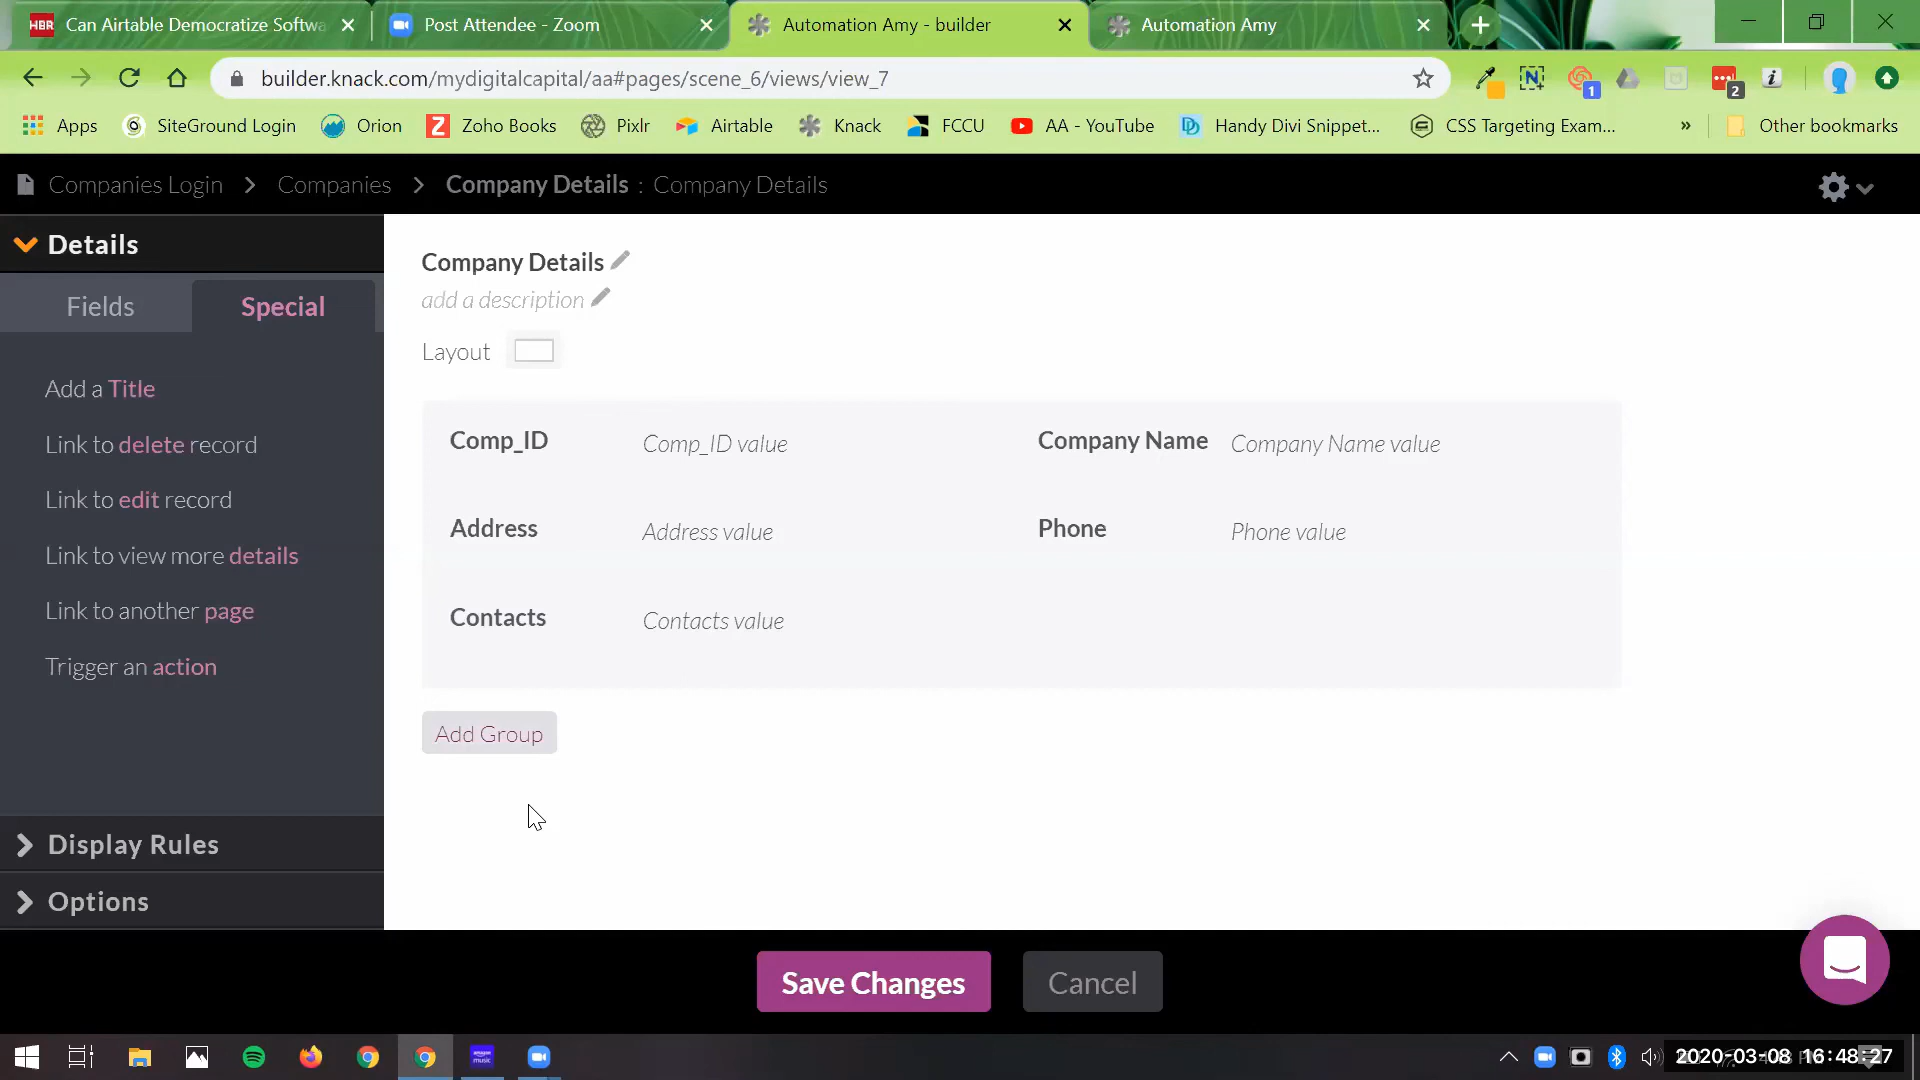 HBR Can Airtable Democratize Softwa
Post Attendee - Zoom
Automation Amy - builder
Automation Amy
builder.knack.com/mydigitalcapital/aa#pages/scene_6/views/view_7
N
1
2
Apps
SiteGround Login
Orion
Z Zoho Books
Pixlr
Airtable
Knack
FCCU
AA - YouTube
Handy Divi Snippet...
CSS Targeting Exam...
»
Other bookmarks
Companies Login > Companies > Company Details : Company Details
Details
Fields
Special
Add a Title
Link to delete record
Link to edit record
Link to view more details
Link to another page
Trigger an action
Display Rules
Options
Company Details
add a description
Layout
Comp_ID Comp_ID value Company Name Company Name value
Address Address value Phone Phone value
Contacts Contacts value
Add Group
Save Changes
Cancel
amazon music
2020-03-08 16:48:27